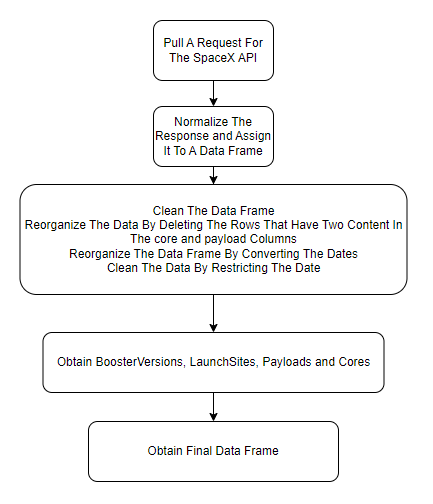 Pull A Request For
The SpaceX API
Normalize The
Response and Assign
It To A Data Frame
Clean The Data Frame
Reorganize The Data By Deleting The Rows That Have Two Content In
The core and payload Columns
Reorganize The Data Frame By Converting The Dates
Clean The Data By Restricting The Date
Obtain BoosterVersions, LaunchSites, Payloads and Cores
Obtain Final Data Frame